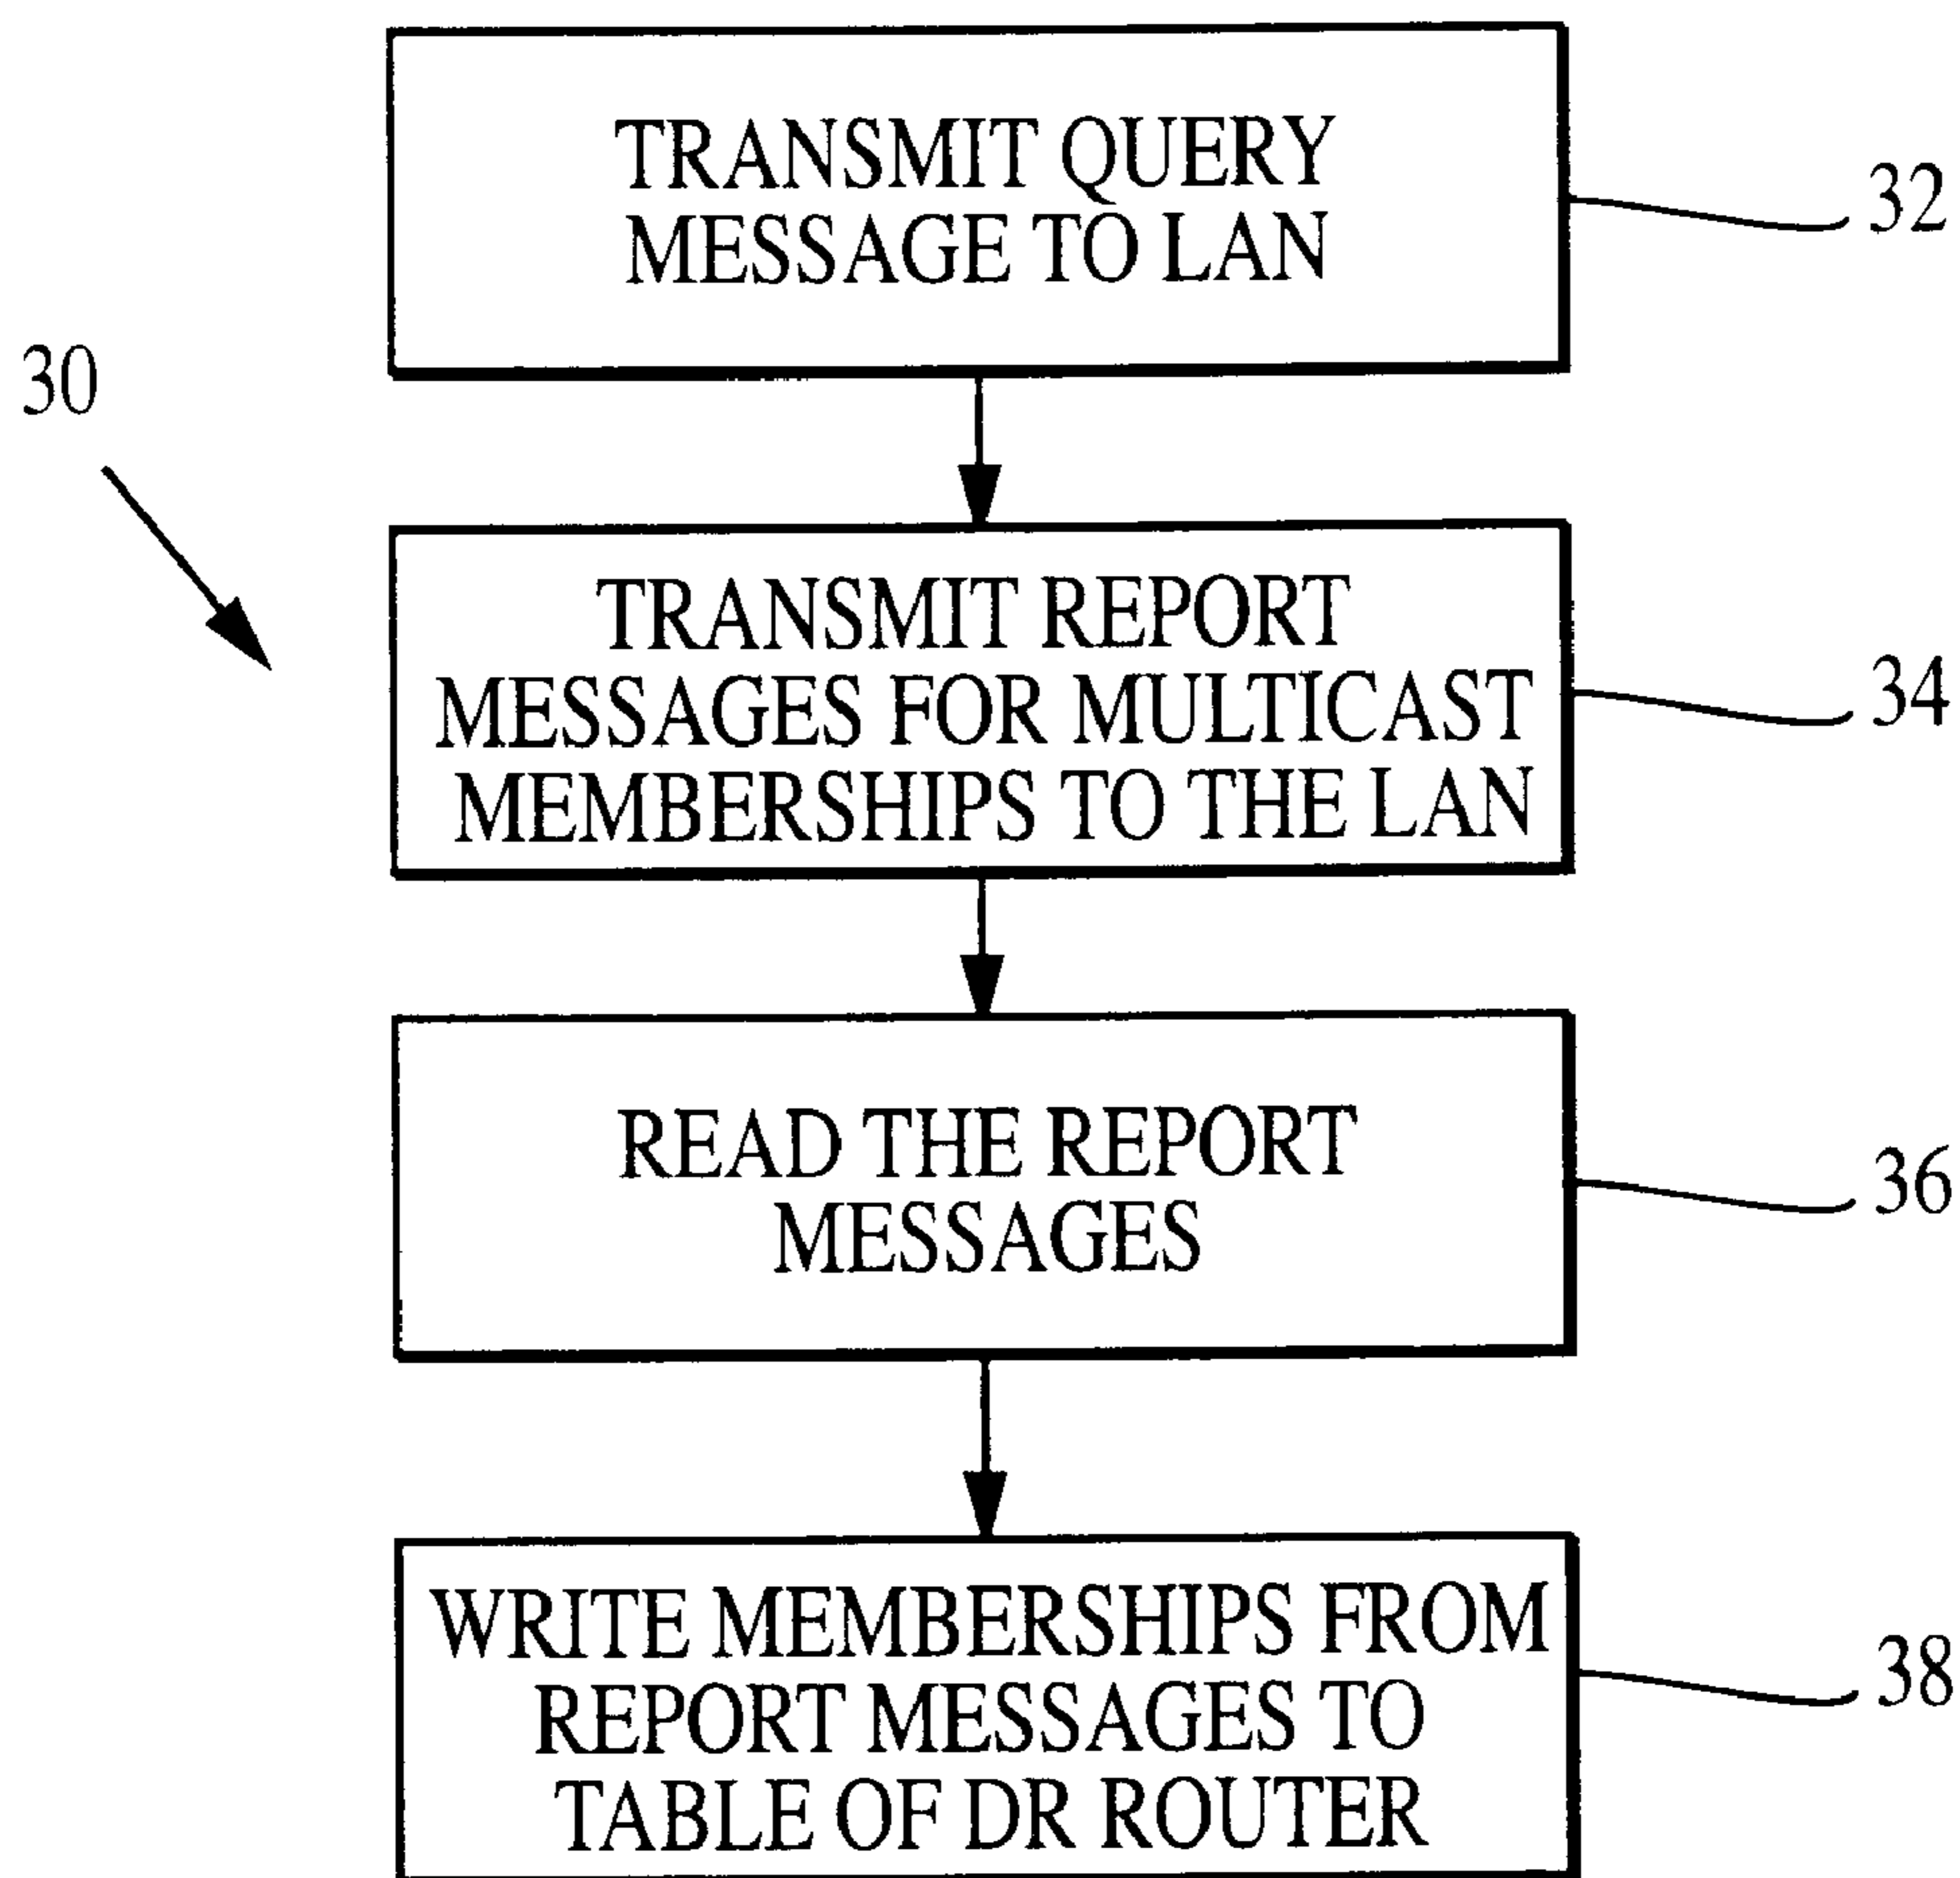 TRANSMIT QUERY
MESSAGE TO LAN
32
30
TRANSMIT REPORT
MESSAGES FOR MULTICAST
MEMBERSHIPS TO THE LAN
34
READ THE REPORT
MESSAGES
36
WRITE MEMBERSHIPS FROM
REPORT MESSAGES TO
TABLE OF DR ROUTER
38